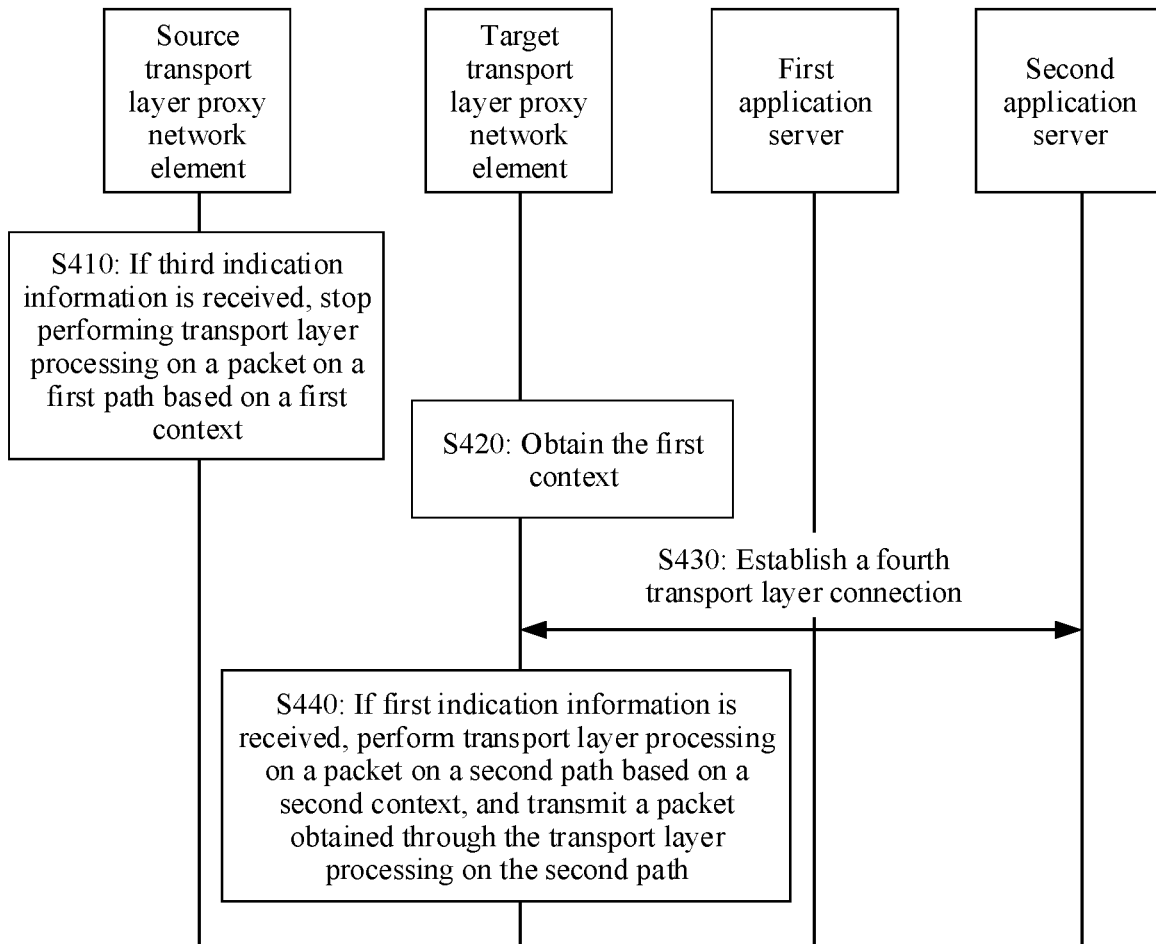 Source
transport
layer proxy
network
element
Target
transport
layer proxy
network
element
First
application
server
Second
application
server
S410: If third indication
information is received, stop
performing transport layer
processing on a packet on a
first path based on a first
context
S420: Obtain the first
context
S430: Establish a fourth
transport layer connection
S440: If first indication information is
received, perform transport layer processing
on a packet on a second path based on a
second context, and transmit a packet
obtained through the transport layer
processing on the second path